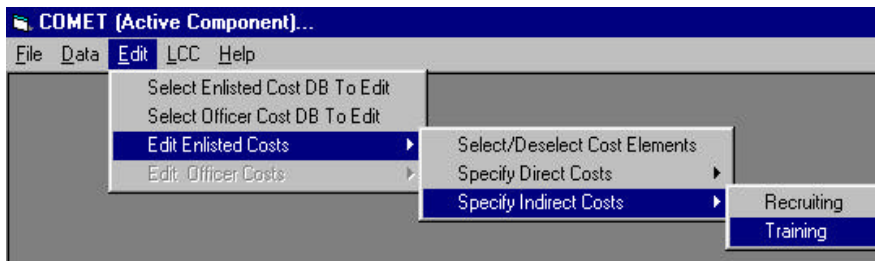 COMET (Active Component)...
File Data Edit LCC Help
Select Enlisted Cost DB To Edit
Select Officer Cost DB To Edit
Edit Enlisted Costs
Edit Officer Costs
Select/Deselect Cost Elements
Specify Direct Costs
Specify Indirect Costs
Recruiting
Training